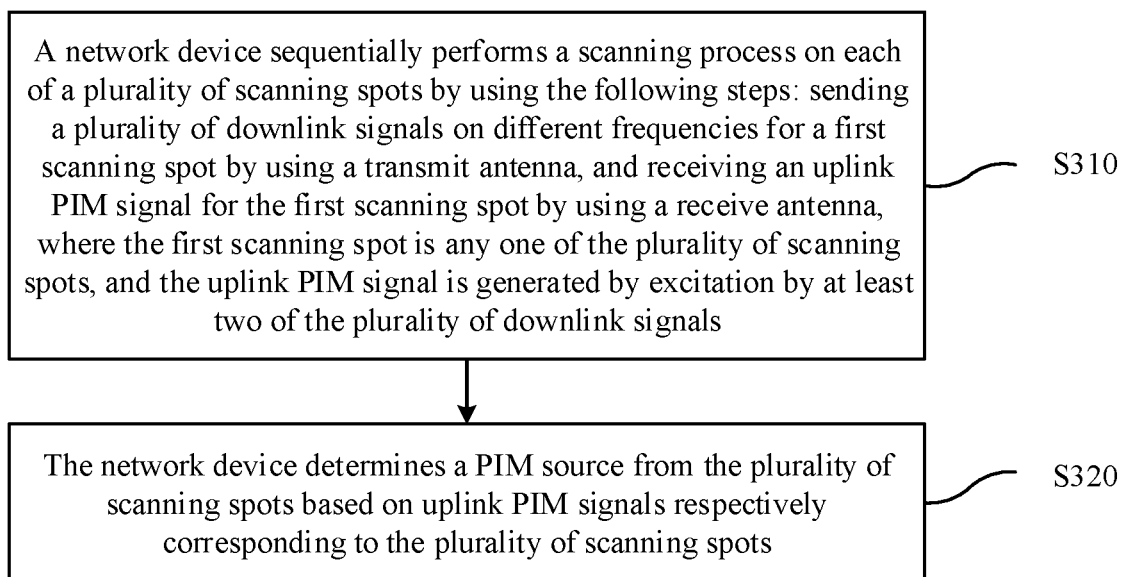 A network device sequentially performs a scanning process on each
of a plurality of scanning spots by using the following steps: sending
a plurality of downlink signals on different frequencies for a first
scanning spot by using a transmit antenna, and receiving an uplink
PIM signal for the first scanning spot by using a receive antenna,
where the first scanning spot is any one of the plurality of scanning
spots, and the uplink PIM signal is generated by excitation by at least
two of the plurality of downlink signals
S310
The network device determines a PIM source from the plurality of
scanning spots based on uplink PIM signals respectively
corresponding to the plurality of scanning spots
S320